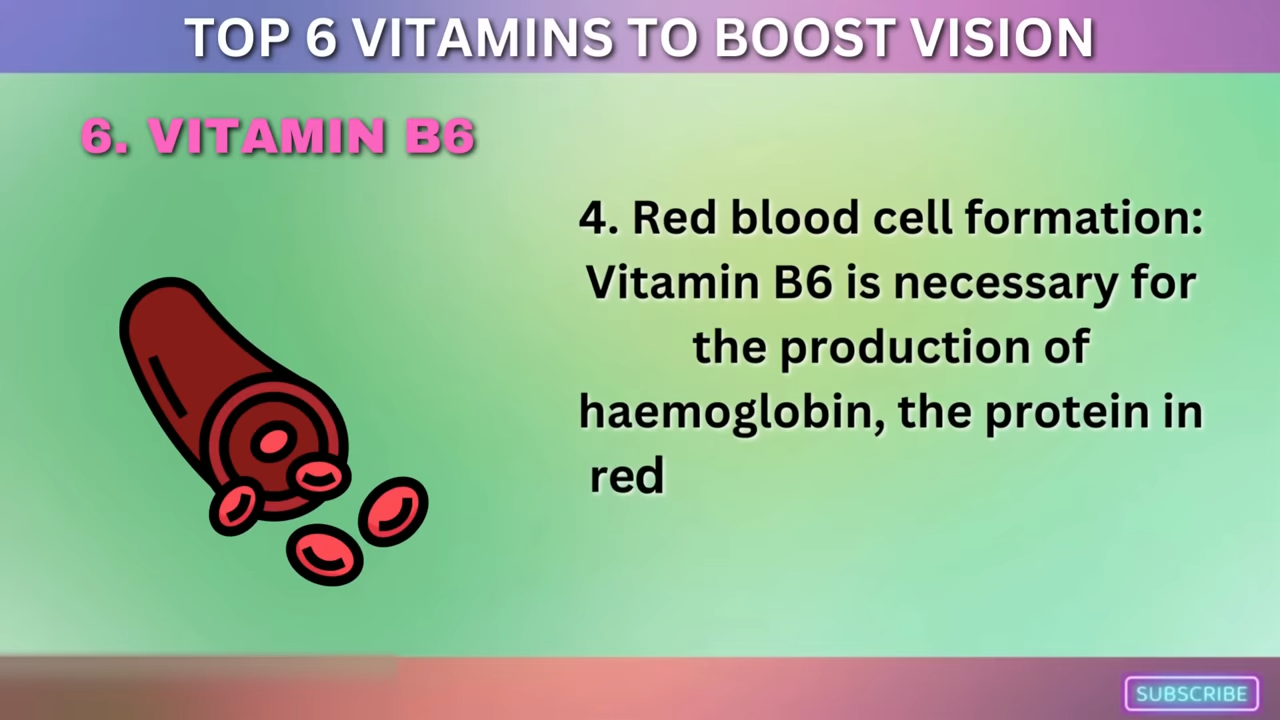 TOP 6 VITAMINS TO BOOST VISION
6. VITAMIN B6
4. Red blood cell formation:
Vitamin B6 is necessary for
the production of
haemoglobin, the protein in
red
SUBSCRIBE